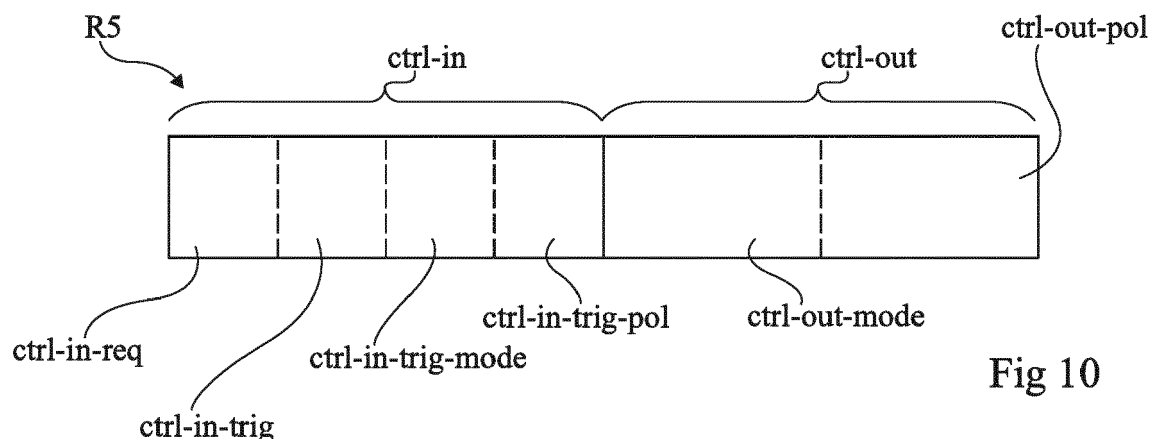 R5
ctrl-in
ctrl-out
ctrl-out-pol
ctrl-in-req
ctrl-in-trig
ctrl-in-trig-mode
ctrl-in-trig-pol
ctrl-out-mode
Fig 10